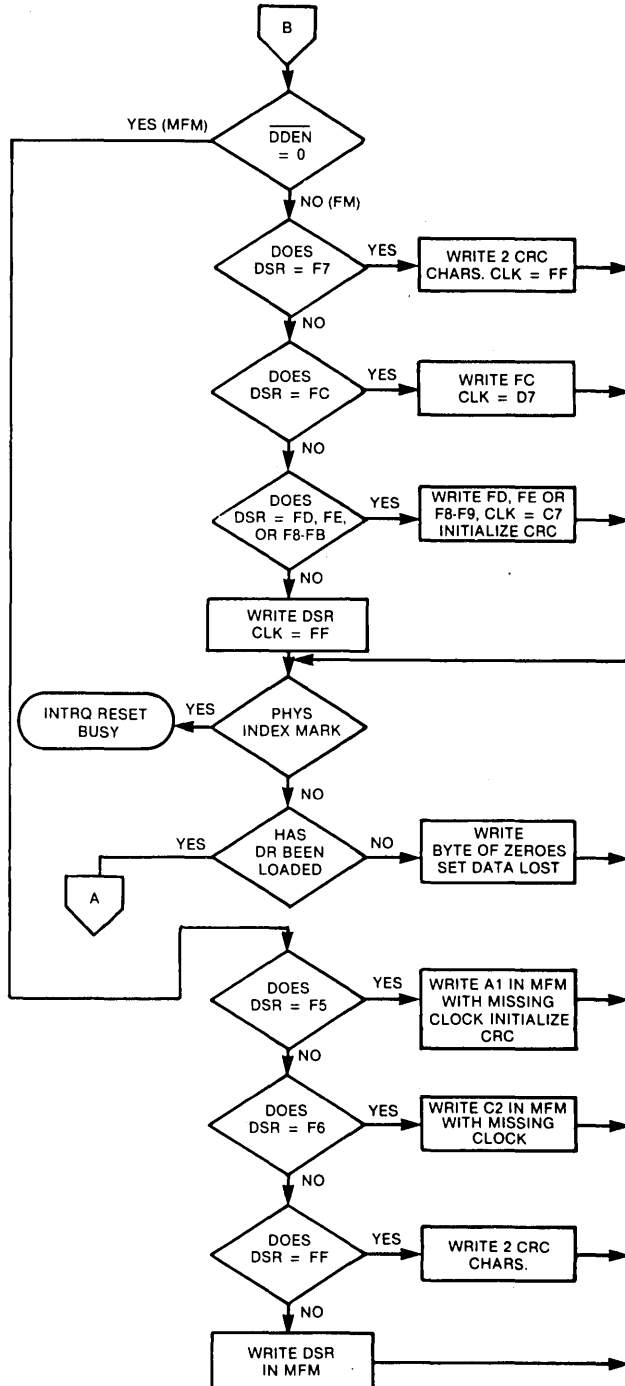 B
YES (MFM)
DDEN
= 0
NO (FM)
DOES
DSR = F7
YES
WRITE 2 CRC
CHARS. CLK = FF
NO
DOES
DSR = FC
YES
WRITE FC
CLK = D7
NO
DOES
DSR = FD, FE,
OR F8-FB
YES
WRITE FD, FE OR
F8-F9, CLK = C7
INITIALIZE CRC
NO
WRITE DSR
CLK = FF
INTRQ RESET
BUSY
YES
PHYS
INDEX MARK
NO
YES
HAS
DR BEEN
LOADED
NO
WRITE
BYTE OF ZEROES
SET DATA LOST
A
DOES
DSR = F5
YES
WRITE A1 IN MFM
WITH MISSING
CLOCK INITIALIZE
CRC
NO
DOES
DSR = F6
YES
WRITE C2 IN MFM
WITH MISSING
CLOCK
NO
DOES
DSR = FF
YES
WRITE 2 CRC
CHARS.
NO
WRITE DSR
IN MFM